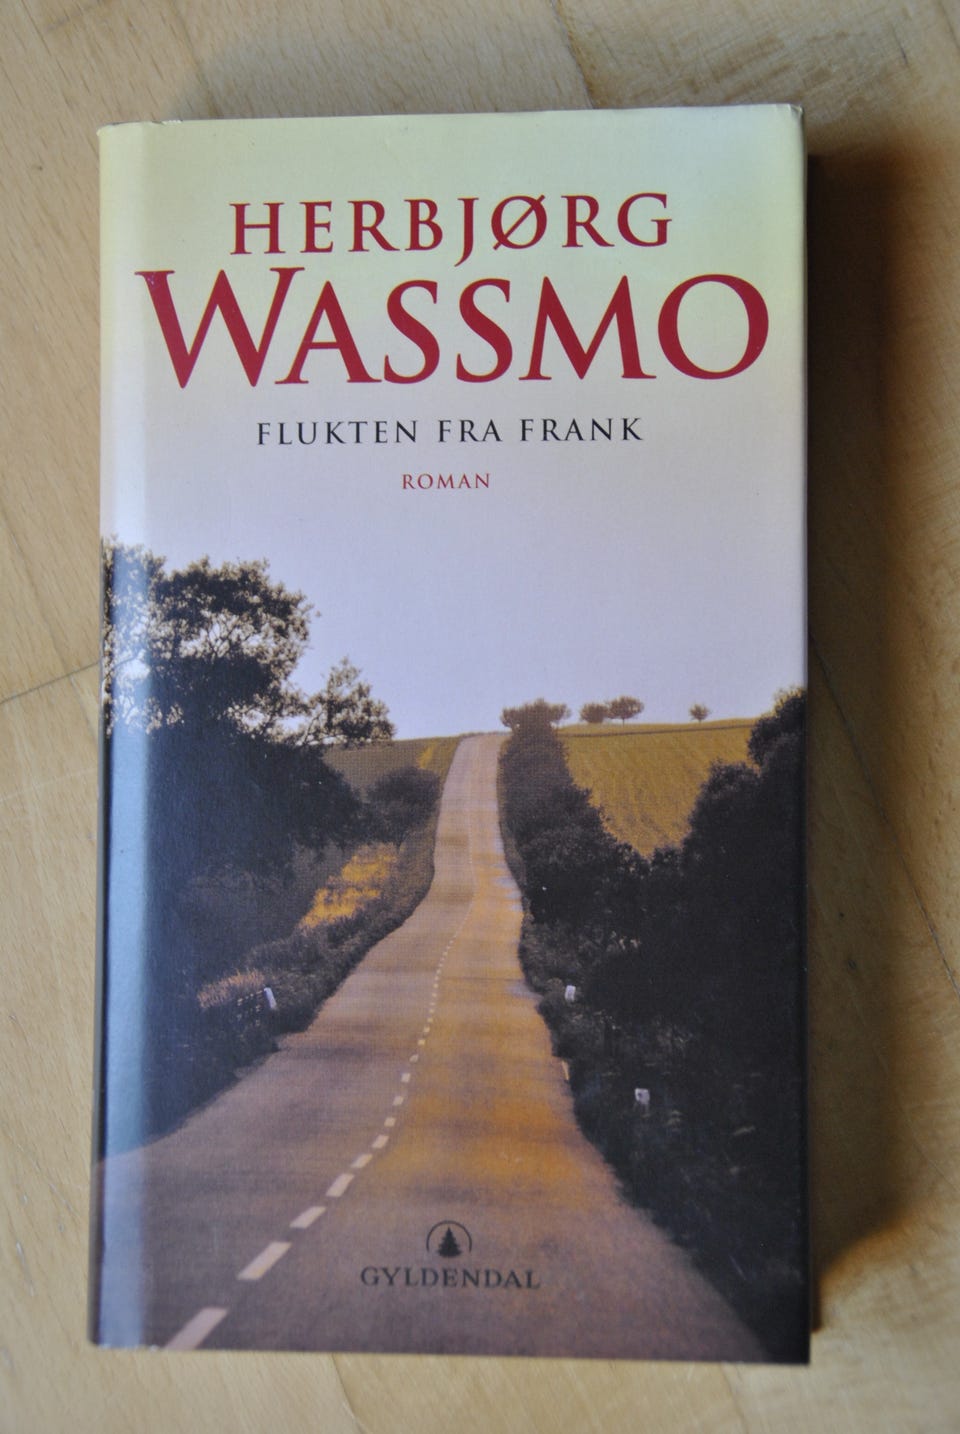 HERBJØRG
WASSMO
FLUKTEN FRA FRANK
ROMAN
GYLDENDAL